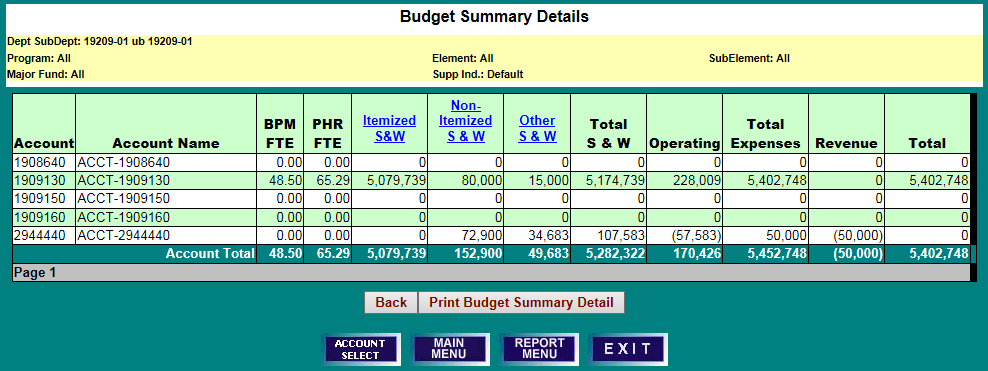 Budget Summary Details
Dept SubDept: 19209-01 ub 19209-01
Program: All Element: All SubElement: All
Major Fund: All Supp Ind.: Default
Account Account Name BPM FTE PHR FTE Itemized S&W Non-Itemized S & W Other S & W Total S & W Operating Total Expenses Revenue Total
1908640 ACCT-1908640 0.00 0.00 0 0 0 0 0 0 0 0
1909130 ACCT-1909130 48.50 65.29 5,079,739 80,000 15,000 5,174,739 228,009 5,402,748 0 5,402,748
1909150 ACCT-1909150 0.00 0.00 0 0 0 0 0 0 0 0
1909160 ACCT-1909160 0.00 0.00 0 0 0 0 0 0 0 0
2944440 ACCT-2944440 0.00 0.00 0 72,900 34,683 107,583 (57,583) 50,000 (50,000) 0
Account Total 48.50 65.29 5,079,739 152,900 49,683 5,282,322 170,426 5,452,748 (50,000) 5,402,748
Page 1
Back Print Budget Summary Detail
ACCOUNT SELECT MAIN MENU REPORT MENU EXIT